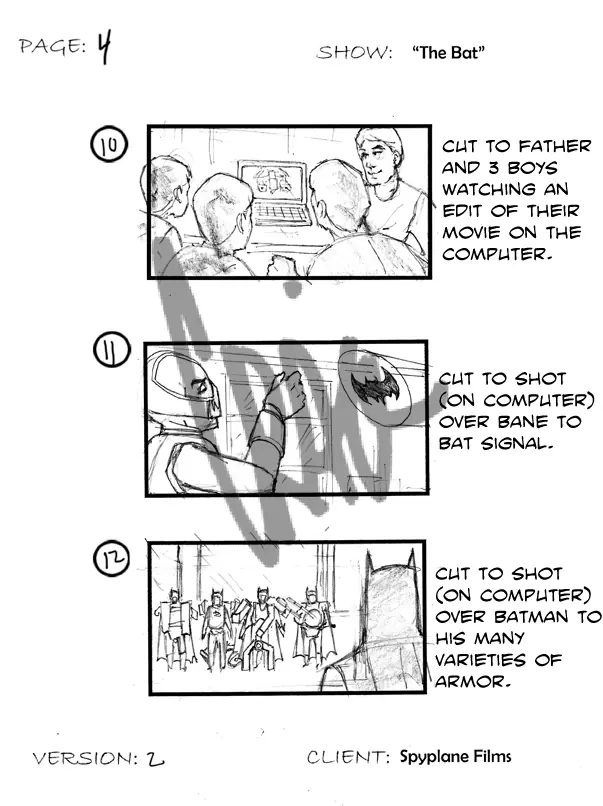 PAGE: 4
SHOW: "The Bat"
10
CUT TO FATHER
AND 3 BOYS
WATCHING AN
EDIT OF THEIR
MOVIE ON THE
COMPUTER.
11
CUT TO SHOT
(ON COMPUTER)
OVER BANE TO
BAT SIGNAL.
12
CUT TO SHOT
(ON COMPUTER)
OVER BATMAN TO
HIS MANY
VARIETIES OF
ARMOR.
VERSION: 2
CLIENT: Spyplane Films